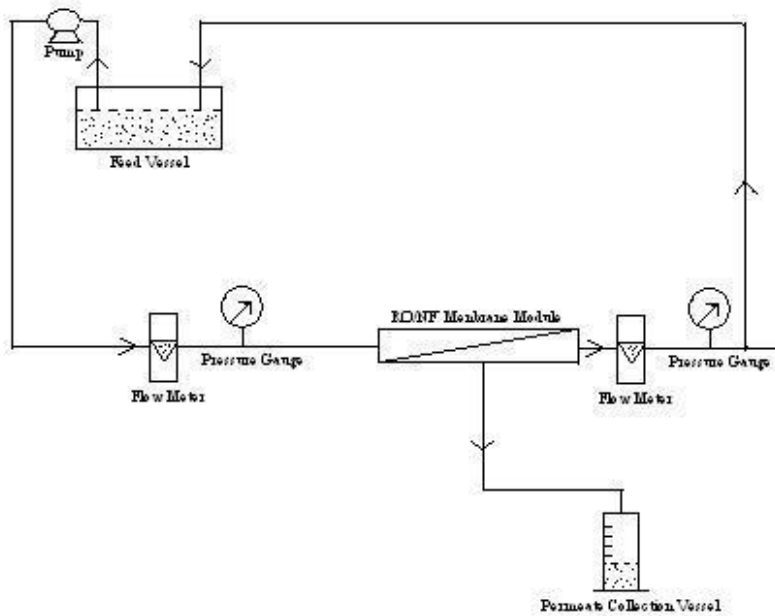 Pump
Feed Vessel
RO/NF Membrane Module
Pressure Gauge
Pressure Gauge
Flow Meter
Flow Meter
Permeate Collection Vessel